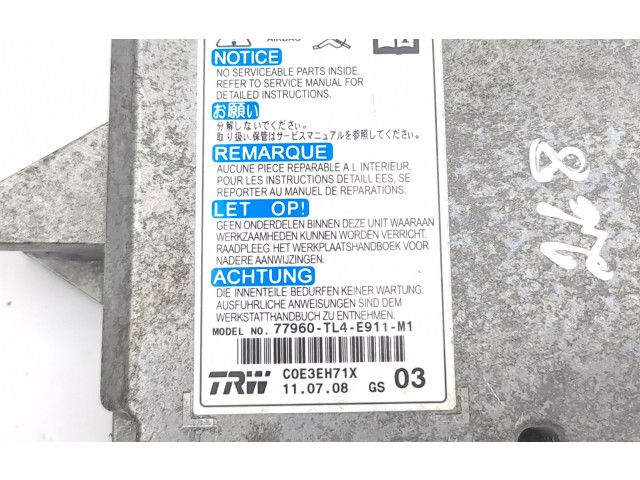 AIRBAG
NOTICE
NO SERVICEABLE PARTS INSIDE.
REFER TO SERVICE MANUAL FOR
DETAILED INSTRUCTIONS.
お願い
分解しないでください。
取り扱い、保管はサービスマニュアルを参照してください。
REMARQUE
AUCUNE PIECE REPARABLE A L INTERIEUR.
POUR LES INSTRUCTIONS DETAILL EES, SE
REPORTER AU MANUEL DE REPARATIONS.
LET OP!
GEEN ONDERDELEN BINNEN DEZE UNIT WAARAAN
WERKZAAMHEDEN KUNNEN WORDEN VERRICHT.
RAADPLEEG HET WERKPLAATSHANDBOEK VOOR
NADERE AANWIJZINGEN.
ACHTUNG
DIE INNENTEILE BEDURFEN KEINER WARTUNG.
AUSFUHRLICHE ANWEISUNGEN SIND DEM
WERKSTATTHANDBUCH ZU ENTNEHMEN.
MODEL NO. 77960-TL4-E911-M1
TRW C0E3EH71X
11.07.08 GS 03